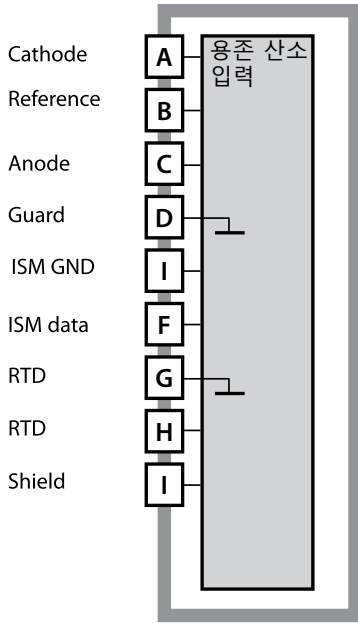 Cathode A 용존 산소
입력
Reference B
Anode C
Guard D
ISM GND I
ISM data F
RTD G
RTD H
Shield I